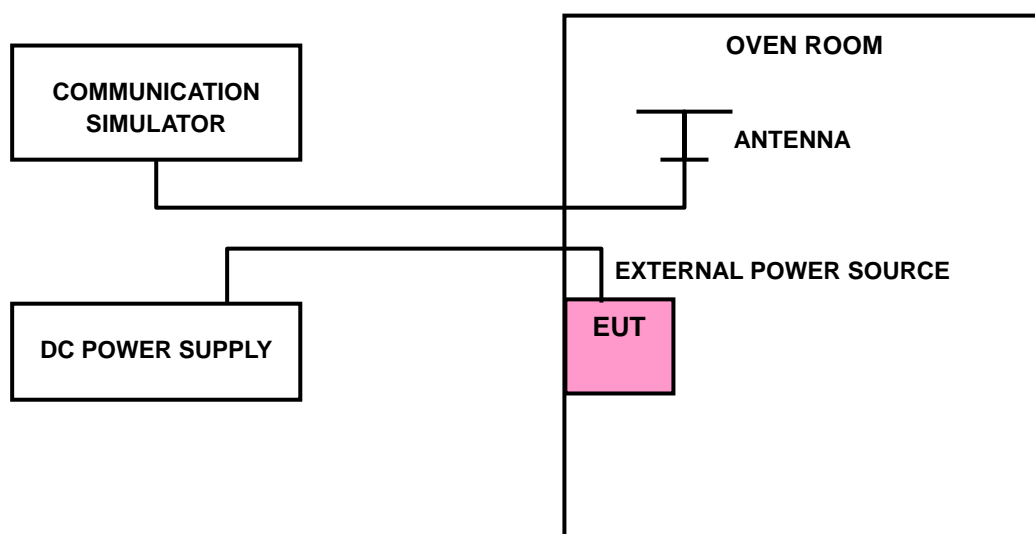 OVEN ROOM
COMMUNICATION
SIMULATOR
ANTENNA
EXTERNAL POWER SOURCE
EUT
DC POWER SUPPLY